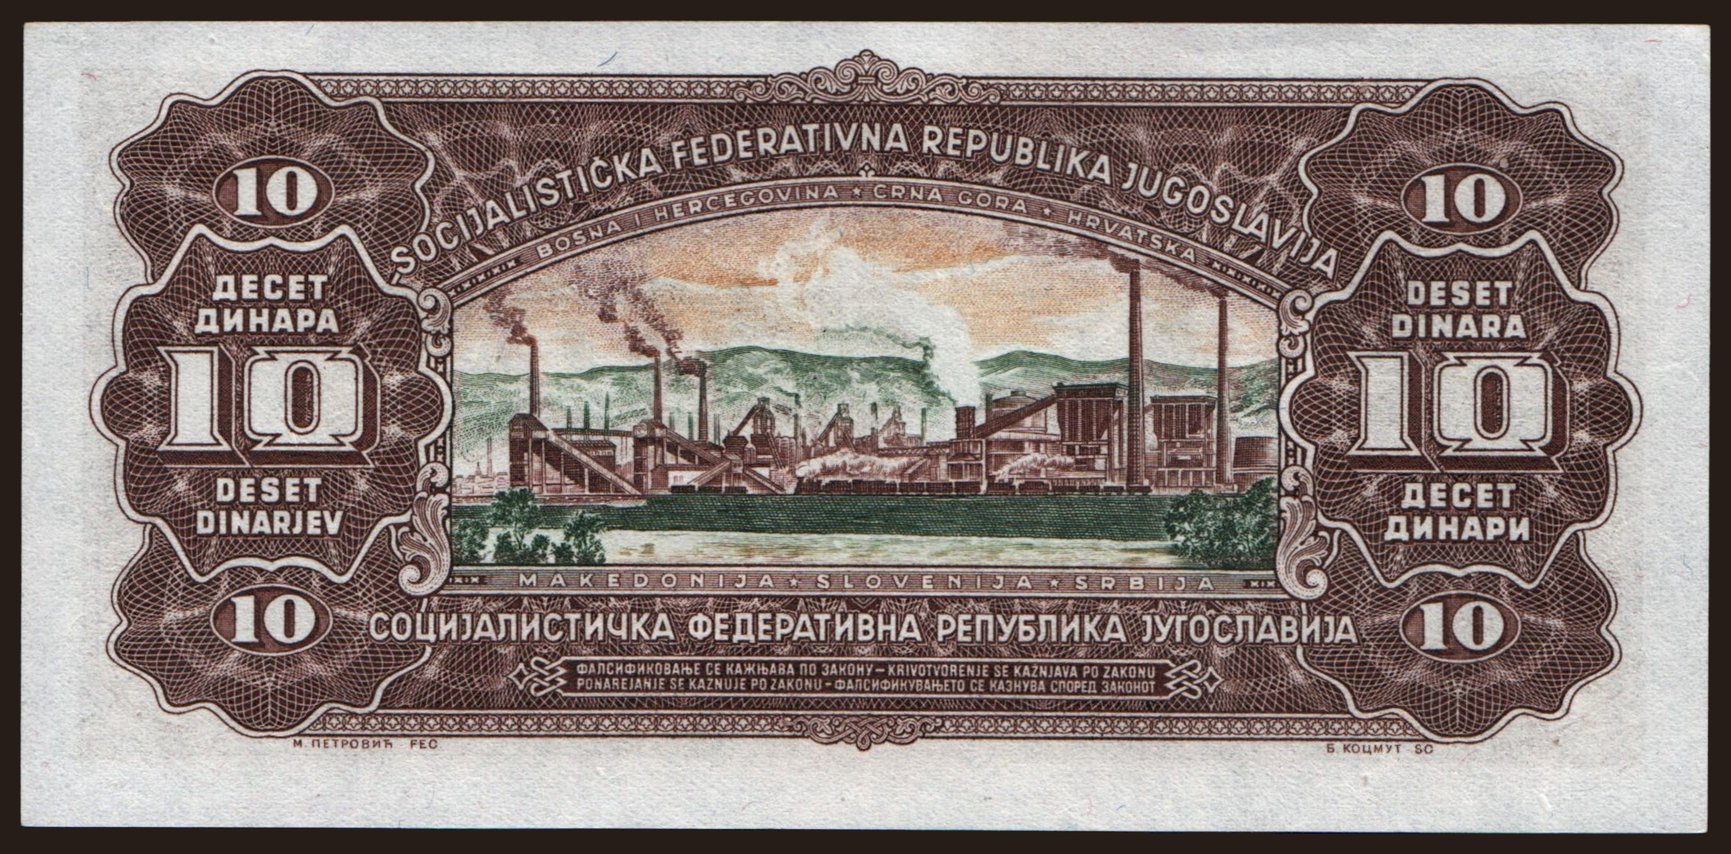 SOCIJALISTIČKA FEDERATIVNA REPUBLIKA JUGOSLAVIJA
BOSNA I HERCEGOVINA ★ CRNA GORA ★ HRVATSKA
10
10
ДЕСЕТ
ДИНАРА
10
DESET
DINARJEV
DESET
DINARA
10
ДЕСЕТ
ДИНАРИ
MAKEDONIJA ★ SLOVENIJA ★ SRBIJA
10
СОЦИЈАЛИСТИЧКА ФЕДЕРАТИВНА РЕПУБЛИКА ЈУГОСЛАВИЈА
10
ФАЛСИФИКОВАЊЕ СЕ КАЖЊАВА ПО ЗАКОНУ – KRIVOTVORENJE SE KAŽNJAVA PO ZAKONU
PONAREJANJE SE KAZNUJE PO ZAKONU – ФАЛСИФИКУВАЊЕТО СЕ КАЗНУВА СПОРЕД ЗАКОНОТ
М. ПЕТРОВИЋ FEC
Б. КОЦМУТ SC